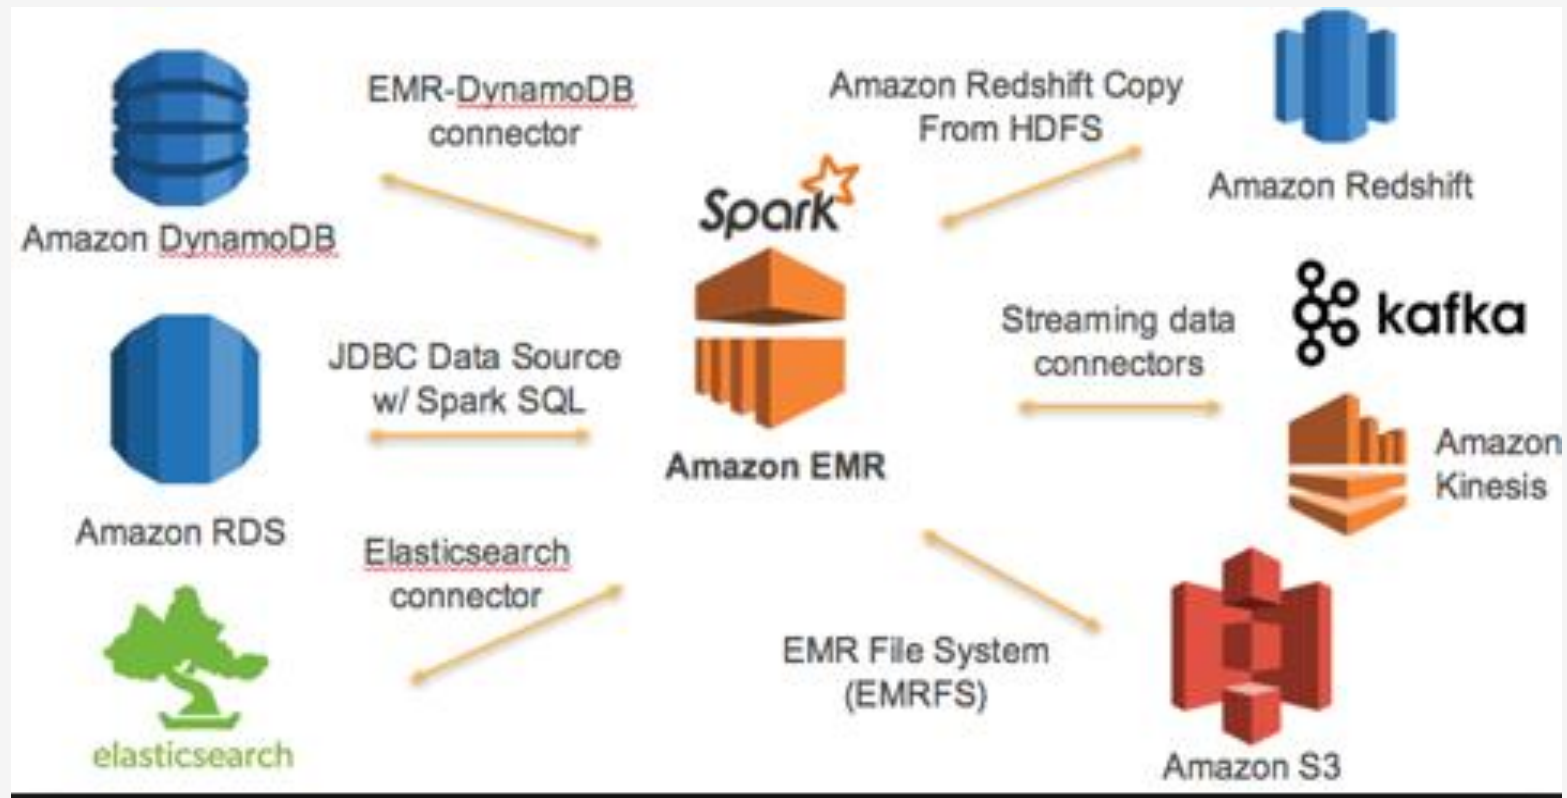 EMR-DynamoDB
connector
Amazon Redshift Copy
From HDFS
Amazon DynamoDB
Spark
Amazon Redshift
JDBC Data Source
w/ Spark SQL
Streaming data
connectors
kafka
Amazon RDS
Amazon EMR
Amazon
Kinesis
Elasticsearch
connector
elasticsearch
EMR File System
(EMRFS)
Amazon S3